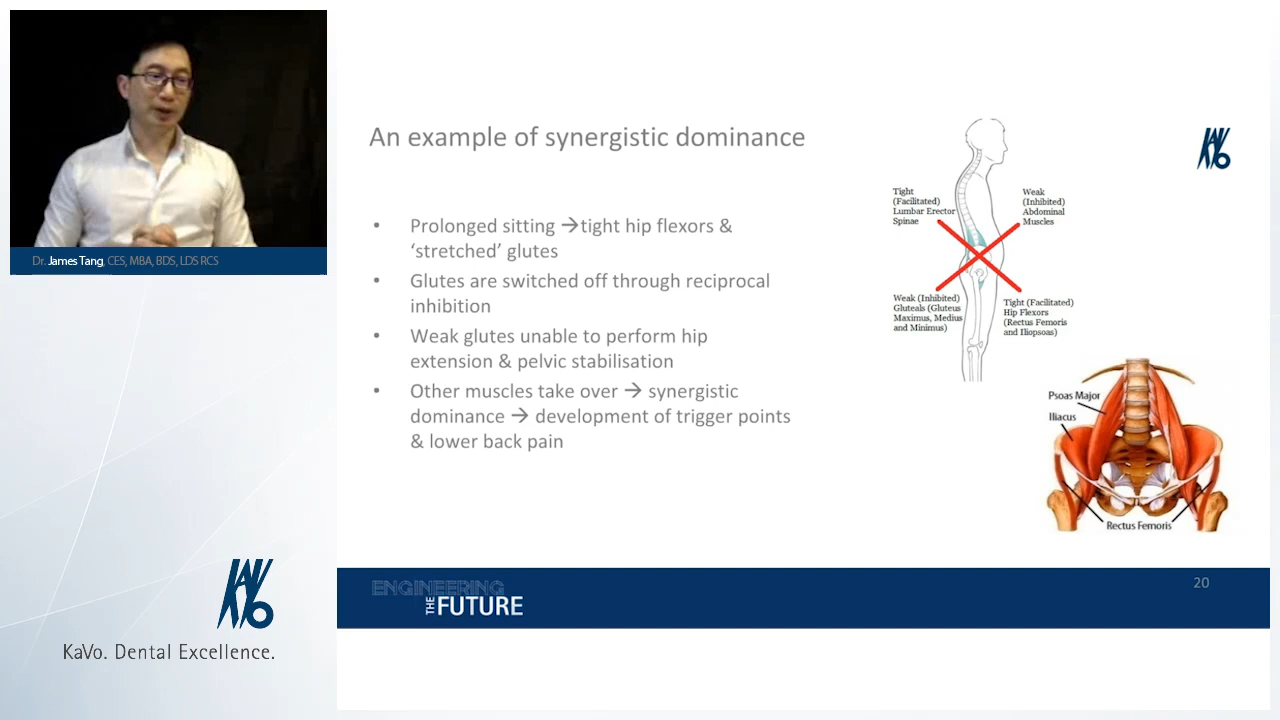 Dr. James Tang, CES, MBA, BDS, LDS RCS
KaVo
KaVo. Dental Excellence.
An example of synergistic dominance
KaVo
• Prolonged sitting → tight hip flexors &
‘stretched’ glutes
• Glutes are switched off through reciprocal
inhibition
• Weak glutes unable to perform hip
extension & pelvic stabilisation
• Other muscles take over → synergistic
dominance → development of trigger points
& lower back pain
Tight
(Facilitated)
Lumbar Erector
Spinae
Weak
(Inhibited)
Abdominal
Muscles
Weak (Inhibited)
Gluteals (Gluteus
Maximus, Medius
and Minimus)
Tight (Facilitated)
Hip Flexors
(Rectus Femoris
and Iliopsoas)
Psoas Major
Iliacus
Rectus Femoris
ENGINEERING
THE FUTURE
20